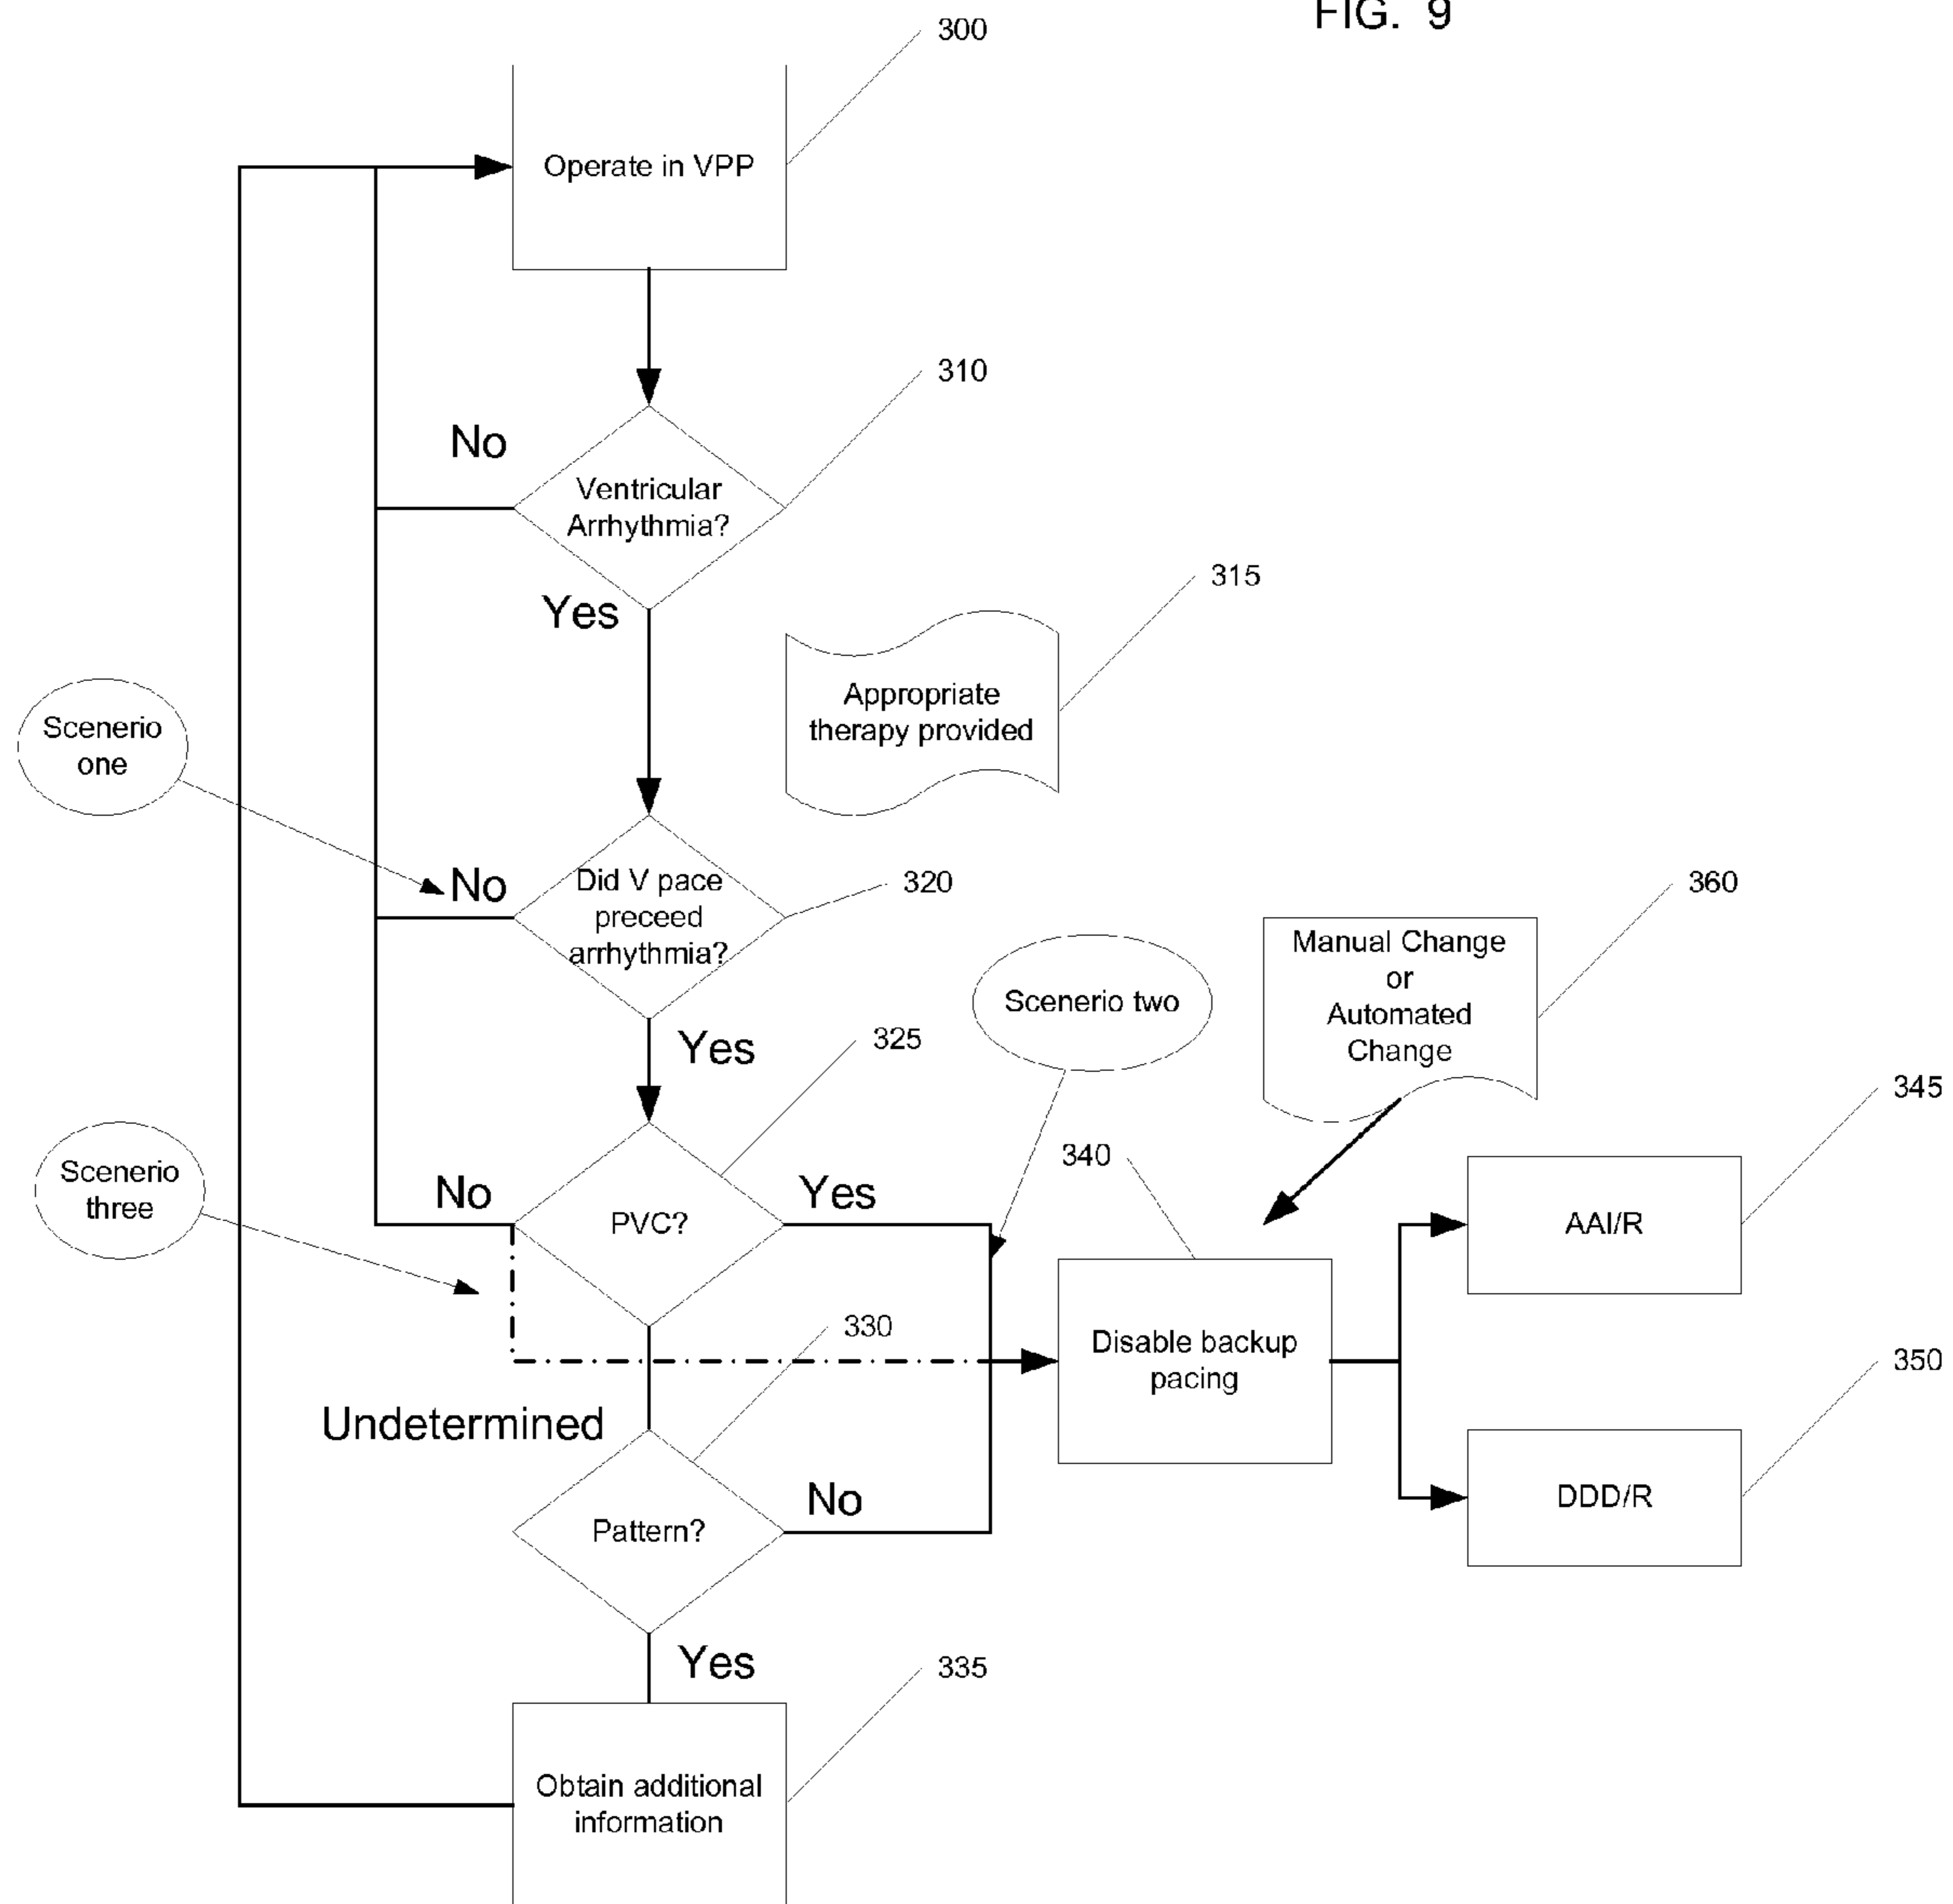 FIG. 9
300
Operate in VPP
310
No
Ventricular
Arrhythmia?
Yes
315
Appropriate
therapy provided
Scenerio
one
No
Did V pace
preceed
arrhythmia?
320
360
Manual Change
or
Automated
Change
Scenerio two
Yes
325
345
340
Scenerio
three
No
PVC?
Yes
AAI/R
330
350
Disable backup
pacing
Undetermined
No
DDD/R
Pattern?
Yes
335
Obtain additional
information